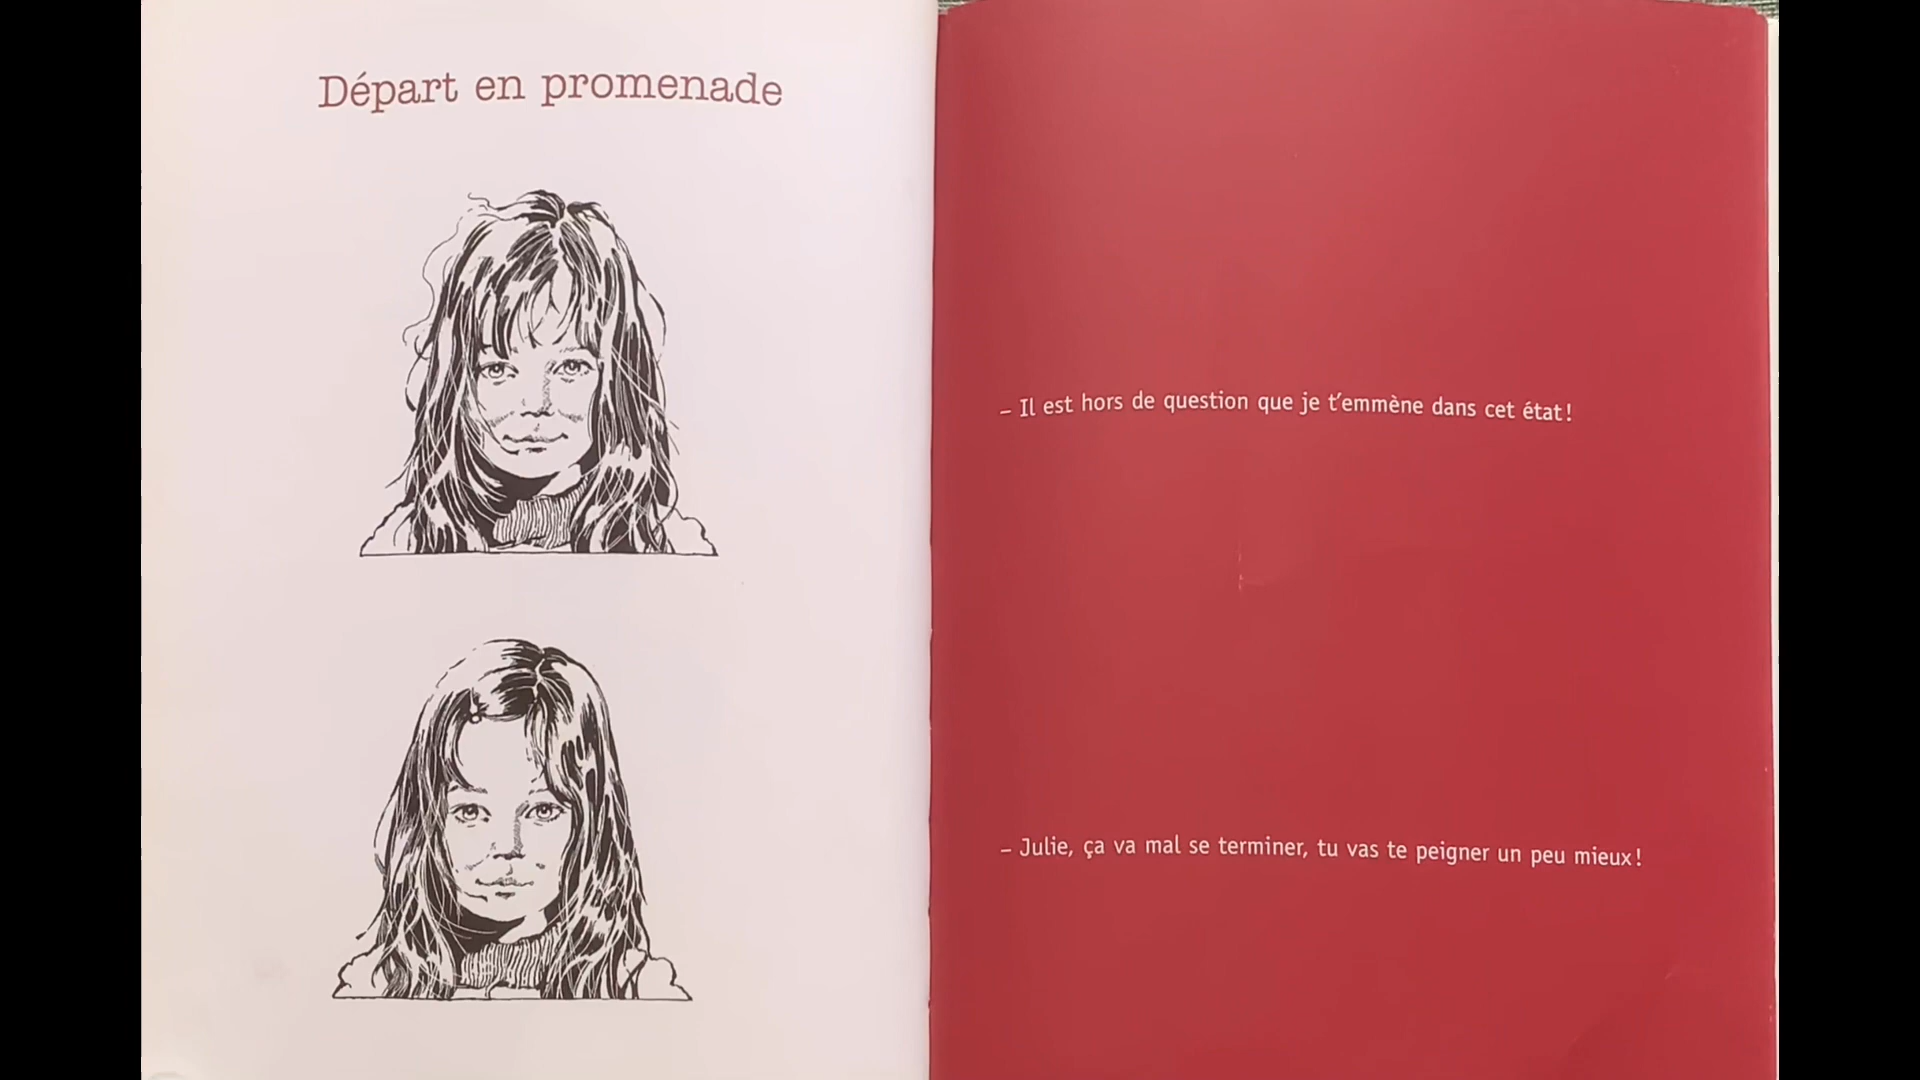 Départ en promenade
– Il est hors de question que je t'emmène dans cet état!
– Julie, ça va mal se terminer, tu vas te peigner un peu mieux!